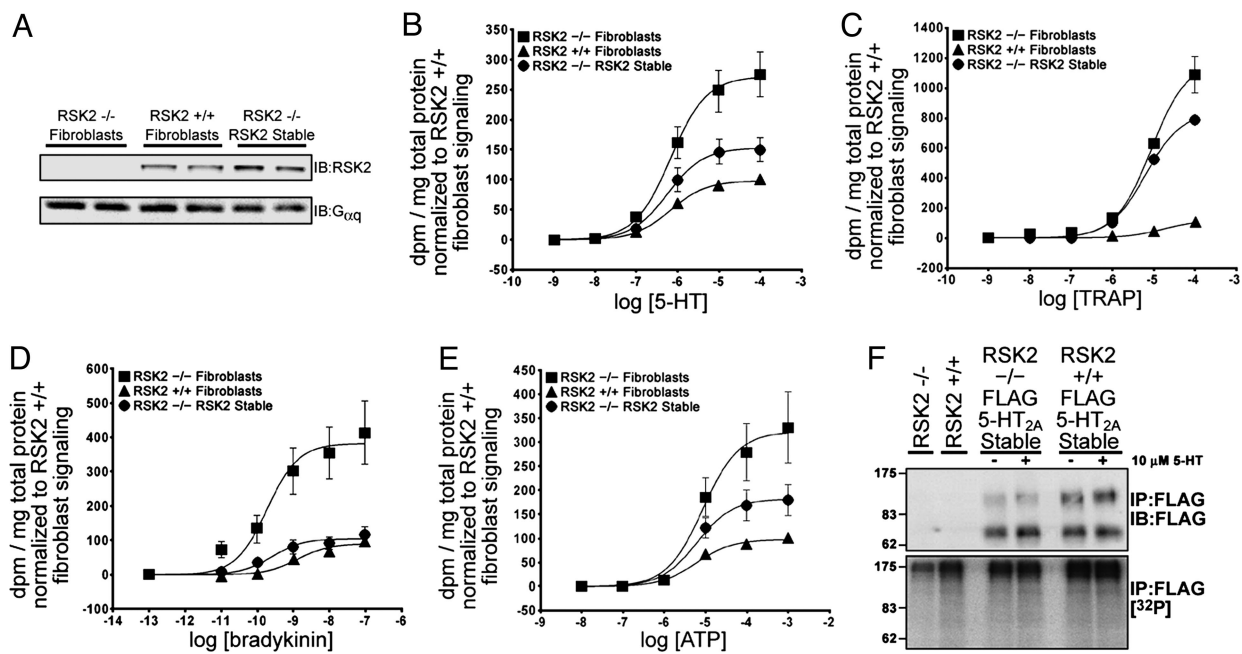 A
RSK2 -/-
Fibroblasts
RSK2 +/+
Fibroblasts
RSK2 -/-
RSK2 Stable
IB:RSK2
IB:Gαq
B
RSK2 −/− Fibroblasts
RSK2 +/+ Fibroblasts
RSK2 −/− RSK2 Stable
dpm / mg total protein
normalized to RSK2 +/+
fibroblast signaling
350
300
250
200
150
100
50
0
-50
-10 -9 -8 -7 -6 -5 -4 -3
log [5-HT]
C
RSK2 −/− Fibroblasts
RSK2 +/+ Fibroblasts
RSK2 −/− RSK2 Stable
dpm / mg total protein
normalized to RSK2 +/+
fibroblast signaling
1400
1200
1000
800
600
400
200
0
-200
-10 -9 -8 -7 -6 -5 -4 -3
log [TRAP]
D
RSK2 −/− Fibroblasts
RSK2 +/+ Fibroblasts
RSK2 −/− RSK2 Stable
dpm / mg total protein
normalized to RSK2 +/+
fibroblast signaling
600
500
400
300
200
100
0
-100
-14 -13 -12 -11 -10 -9 -8 -7 -6
log [bradykinin]
E
RSK2 −/− Fibroblasts
RSK2 +/+ Fibroblasts
RSK2 −/− RSK2 Stable
dpm / mg total protein
normalized to RSK2 +/+
fibroblast signaling
450
400
350
300
250
200
150
100
50
0
-50
-9 -8 -7 -6 -5 -4 -3 -2
log [ATP]
F
RSK2 -/-
RSK2 +/+
RSK2
−/−
FLAG
5-HT2A
Stable
RSK2
+/+
FLAG
5-HT2A
Stable
- + - + 10 μM 5-HT
175
83
62
IP:FLAG
IB:FLAG
175
83
62
IP:FLAG
[32P]